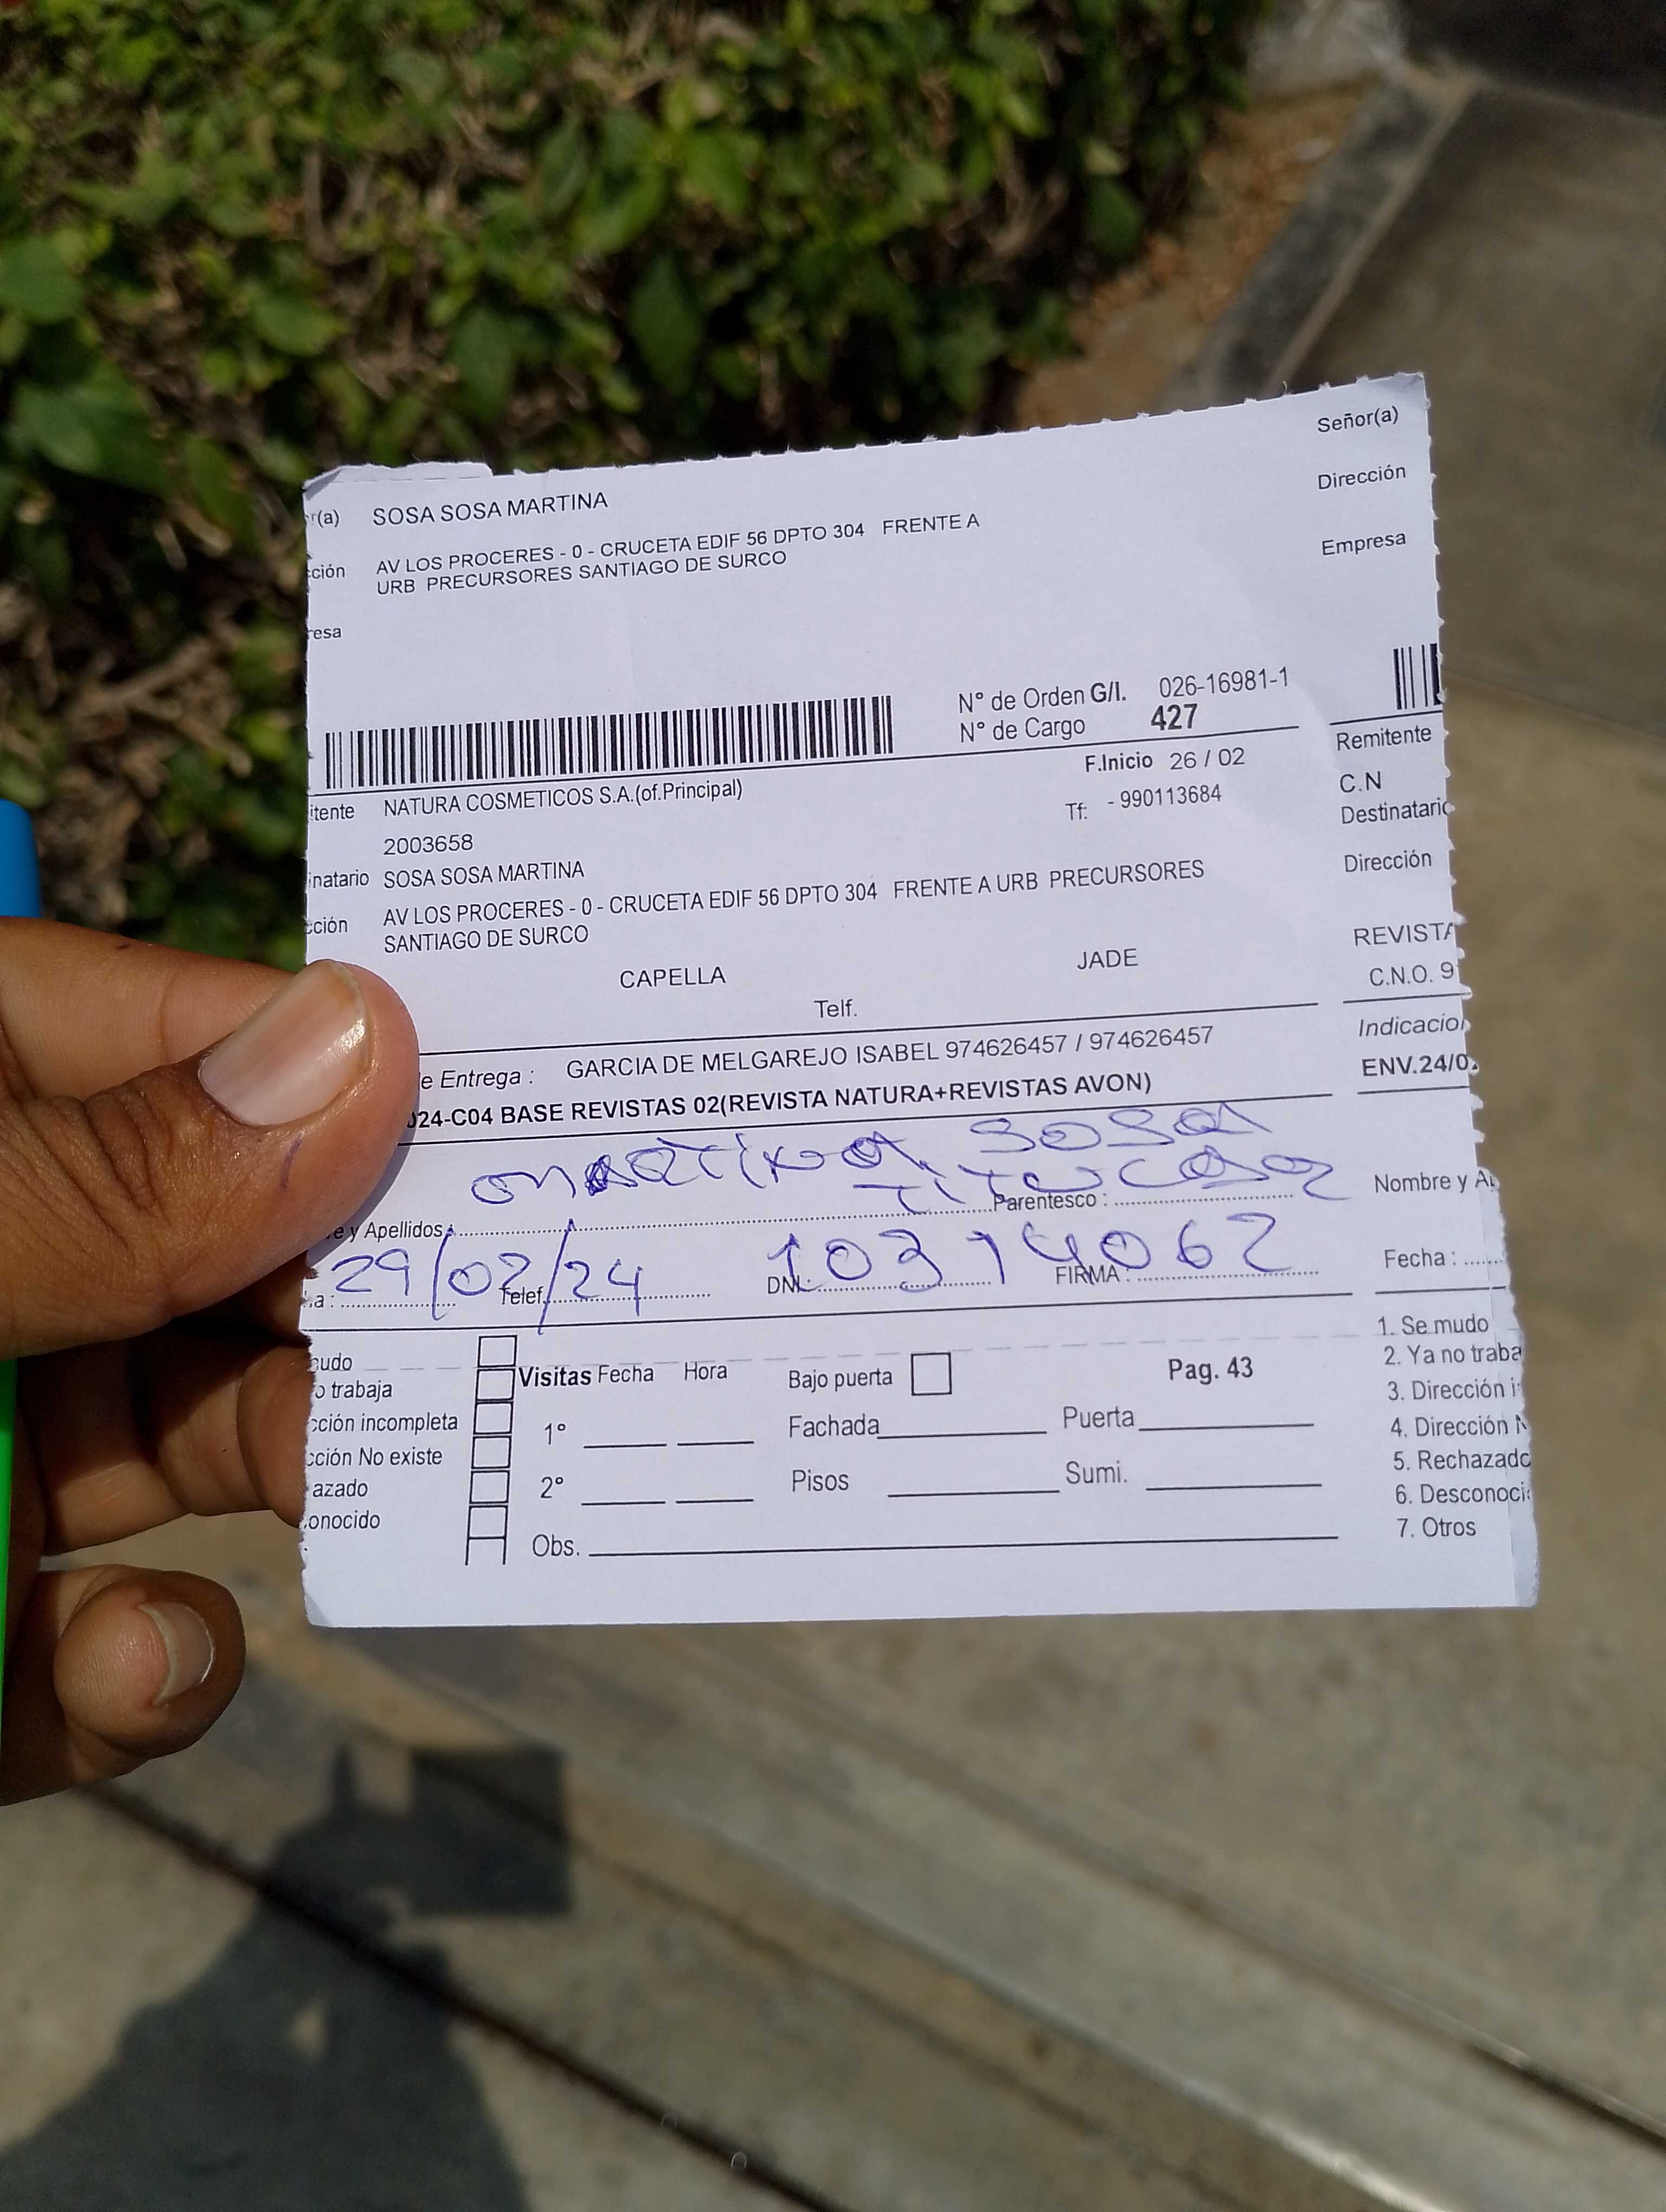 r(a) SOSA SOSA MARTINA
cción AV LOS PROCERES - 0 - CRUCETA EDIF 56 DPTO 304 FRENTE A
URB PRECURSORES SANTIAGO DE SURCO
resa
N° de Orden G/I. 026-16981-1
N° de Cargo 427
F.Inicio 26 / 02
itente NATURA COSMETICOS S.A.(of.Principal)
Tf: - 990113684
2003658
inatario SOSA SOSA MARTINA
cción AV LOS PROCERES - 0 - CRUCETA EDIF 56 DPTO 304 FRENTE A URB PRECURSORES
SANTIAGO DE SURCO
CAPELLA JADE
Telf.
e Entrega : GARCIA DE MELGAREJO ISABEL 974626457 / 974626457
024-C04 BASE REVISTAS 02(REVISTA NATURA+REVISTAS AVON)
martina sosa
e y Apellidos : Parentesco :
a : 29/02/24 Telef. DNI: 10314062 FIRMA :
udo
o trabaja
cción incompleta
cción No existe
azado
onocido
Visitas Fecha Hora Bajo puerta Pag. 43
1° Fachada Puerta
2° Pisos Sumi.
Obs.
Señor(a)
Dirección
Empresa
Remitente
C.N
Destinatario
Dirección
REVISTA
C.N.O. 9
Indicacion
ENV.24/0
Nombre y A
Fecha :
1. Se mudo
2. Ya no traba
3. Dirección i
4. Dirección N
5. Rechazado
6. Desconoci
7. Otros